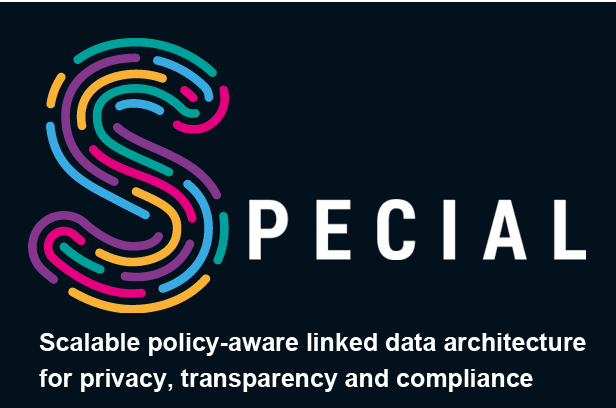 SPECIAL
Scalable policy-aware linked data architecture
for privacy, transparency and compliance